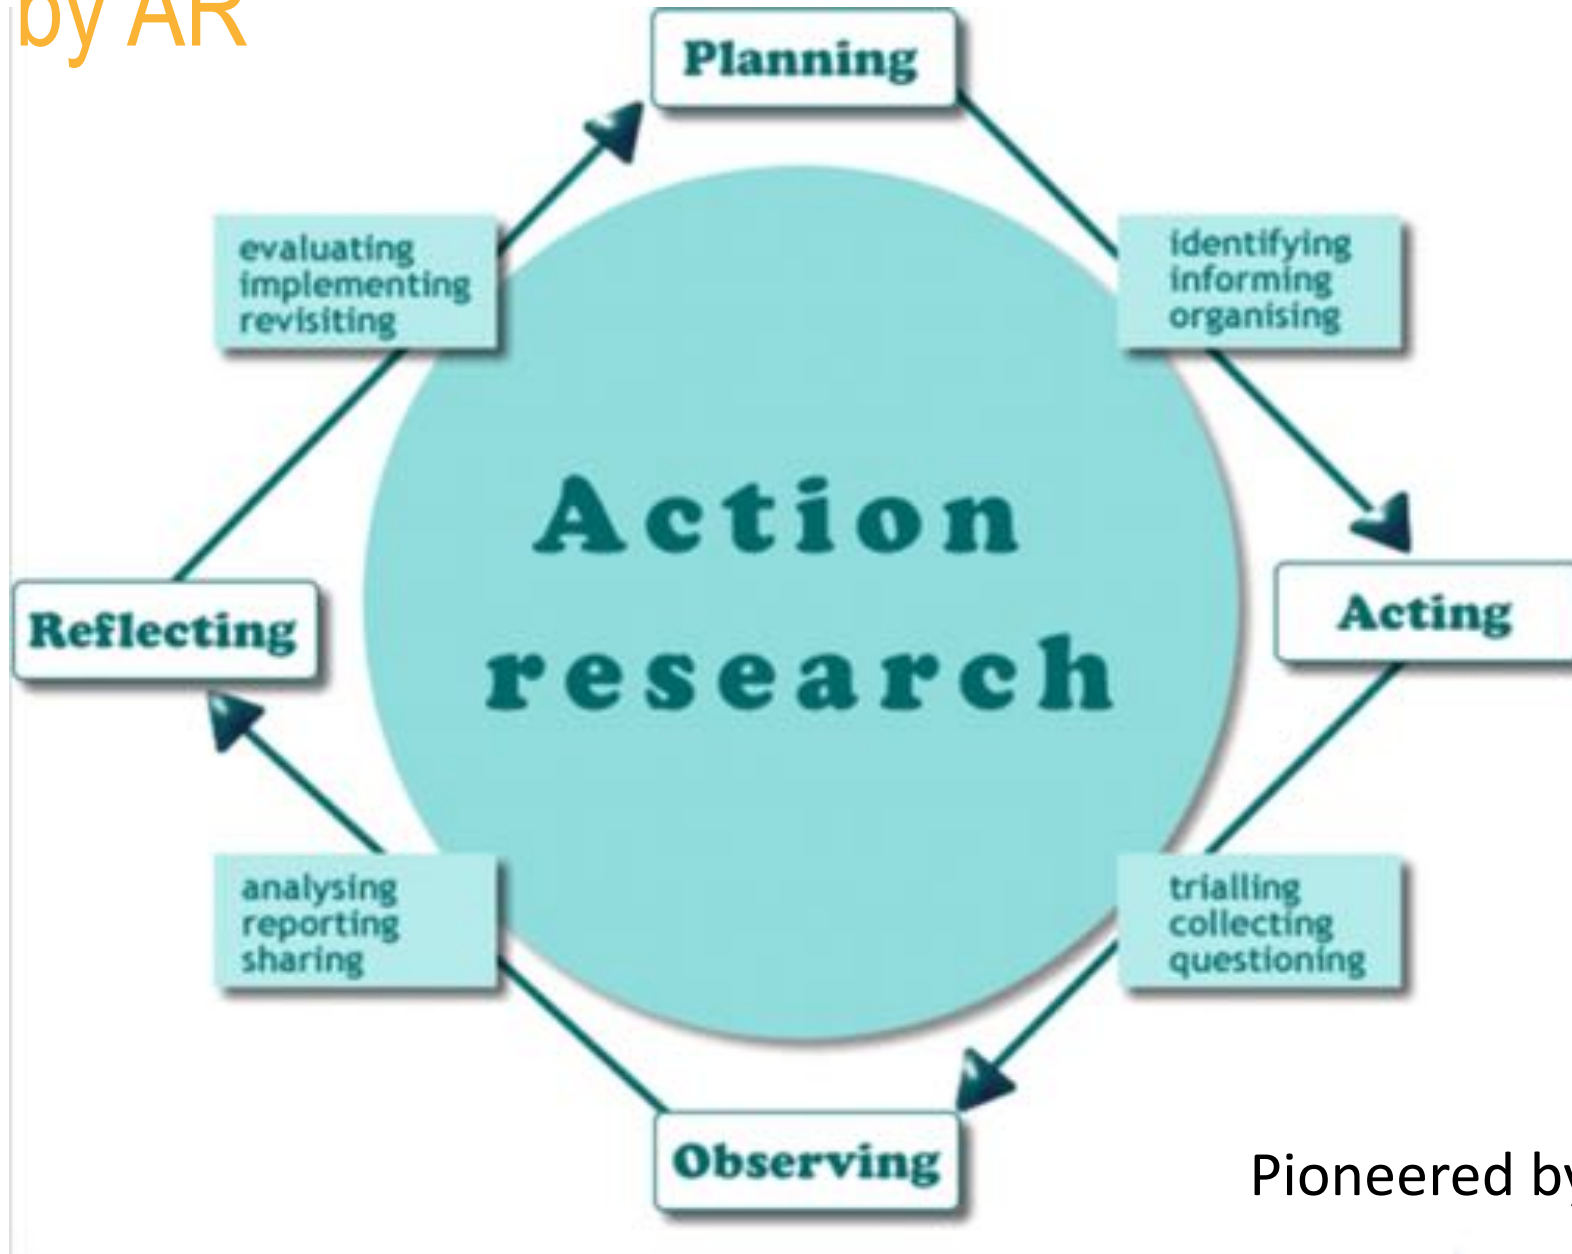 by AR
Planning
evaluating
implementing
revisiting
identifying
informing
organising
Action
research
Reflecting
Acting
analysing
reporting
sharing
trialling
collecting
questioning
Observing
Pioneered by